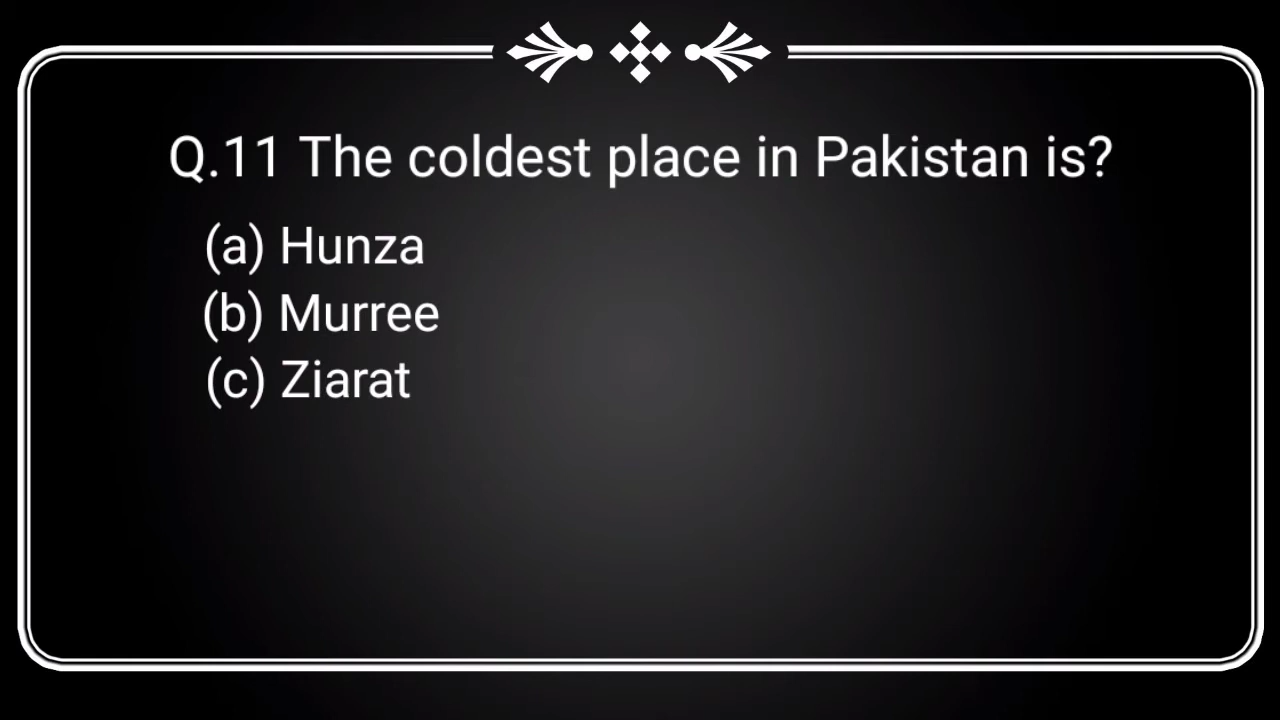 Q.11 The coldest place in Pakistan is?
(a) Hunza
(b) Murree
(c) Ziarat